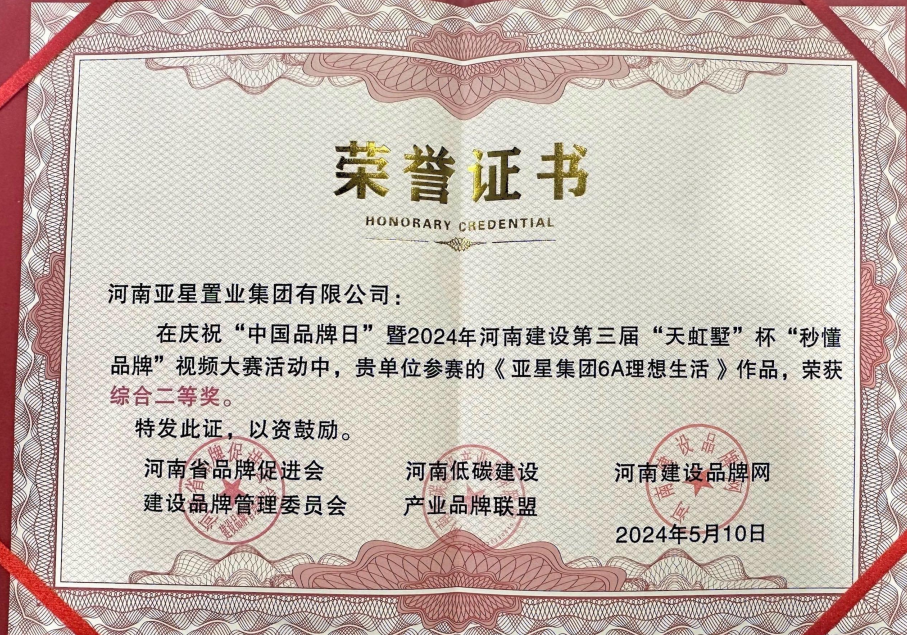 荣誉证书
HONORARY CREDENTIAL
河南亚星置业集团有限公司：
在庆祝“中国品牌日”暨2024年河南建设第三届“天虹墅”杯“秒懂
品牌”视频大赛活动中，贵单位参赛的《亚星集团6A理想生活》作品，荣获
综合二等奖。
特发此证，以资鼓励。
河南省品牌促进会 河南低碳建设 河南建设品牌网
建设品牌管理委员会 产业品牌联盟
2024年5月10日